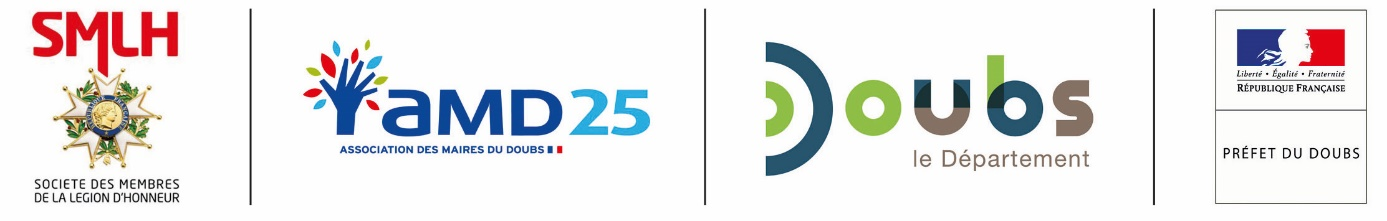 SMLH
SOCIETE DES MEMBRES
DE LA LEGION D'HONNEUR
aMD25
ASSOCIATION DES MAIRES DU DOUBS
Doubs
le Département
Liberté • Égalité • Fraternité
RÉPUBLIQUE FRANÇAISE
PRÉFET DU DOUBS